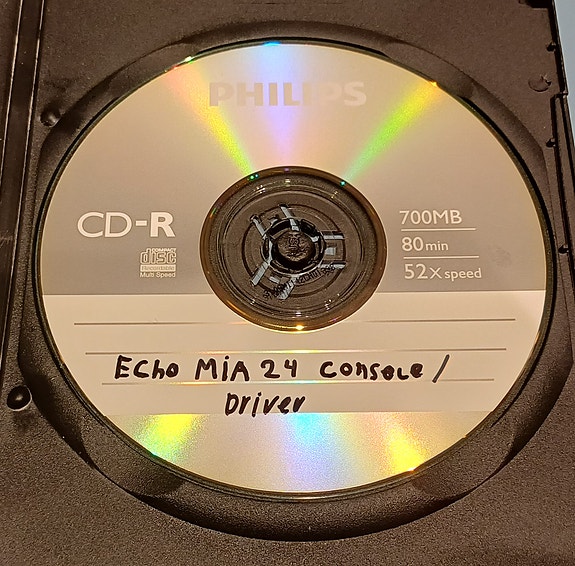 PHILIPS
CD-R
COMPACT
disc
Recordable
Multi Speed
700MB
80 min
52x speed
ECho MiA 24 Console /
Driver